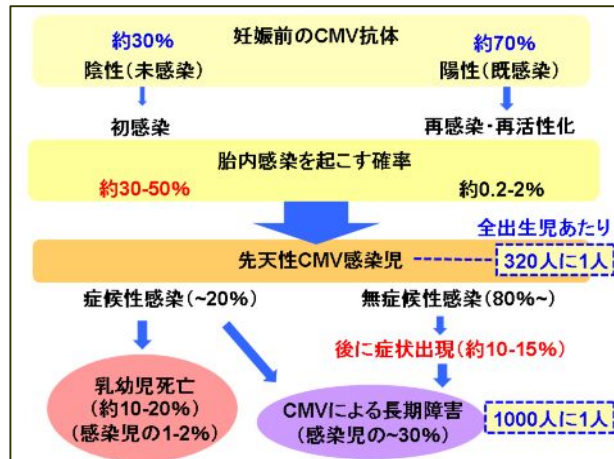 妊娠前のCMV抗体
約30%
約70%
陰性(未感染)
陽性(既感染)
初感染
再感染・再活性化
胎内感染を起こす確率
約30-50%
約0.2-2%
全出生児あたり
先天性CMV感染児
320人に1人
症候性感染(~20%)
無症候性感染(80%~)
後に症状出現(約10-15%)
乳幼児死亡
(約10-20%)
(感染児の1-2%)
CMVによる長期障害
(感染児の~30%)
1000人に1人